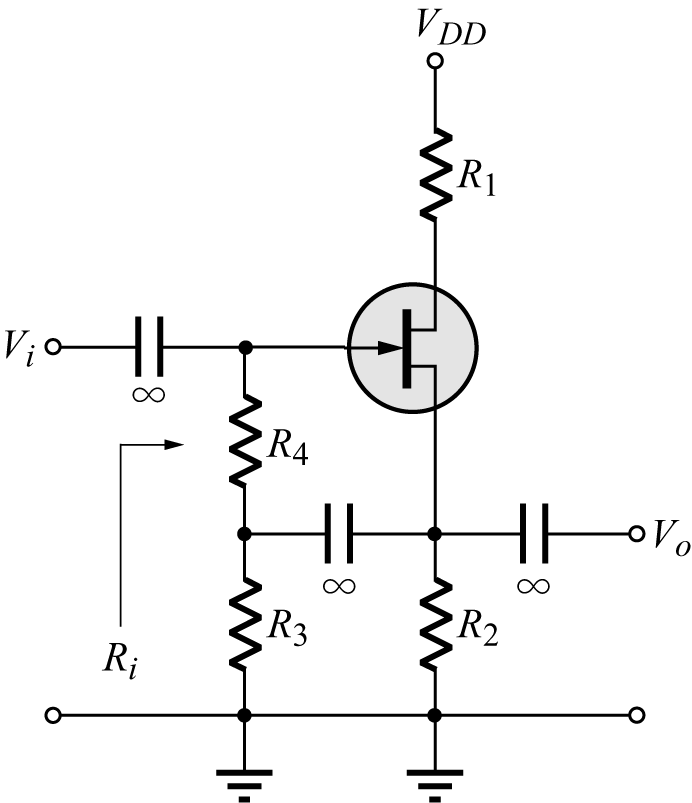 V_DD
R_1
V_i
∞
R_4
V_o
∞
∞
R_3
R_2
R_i